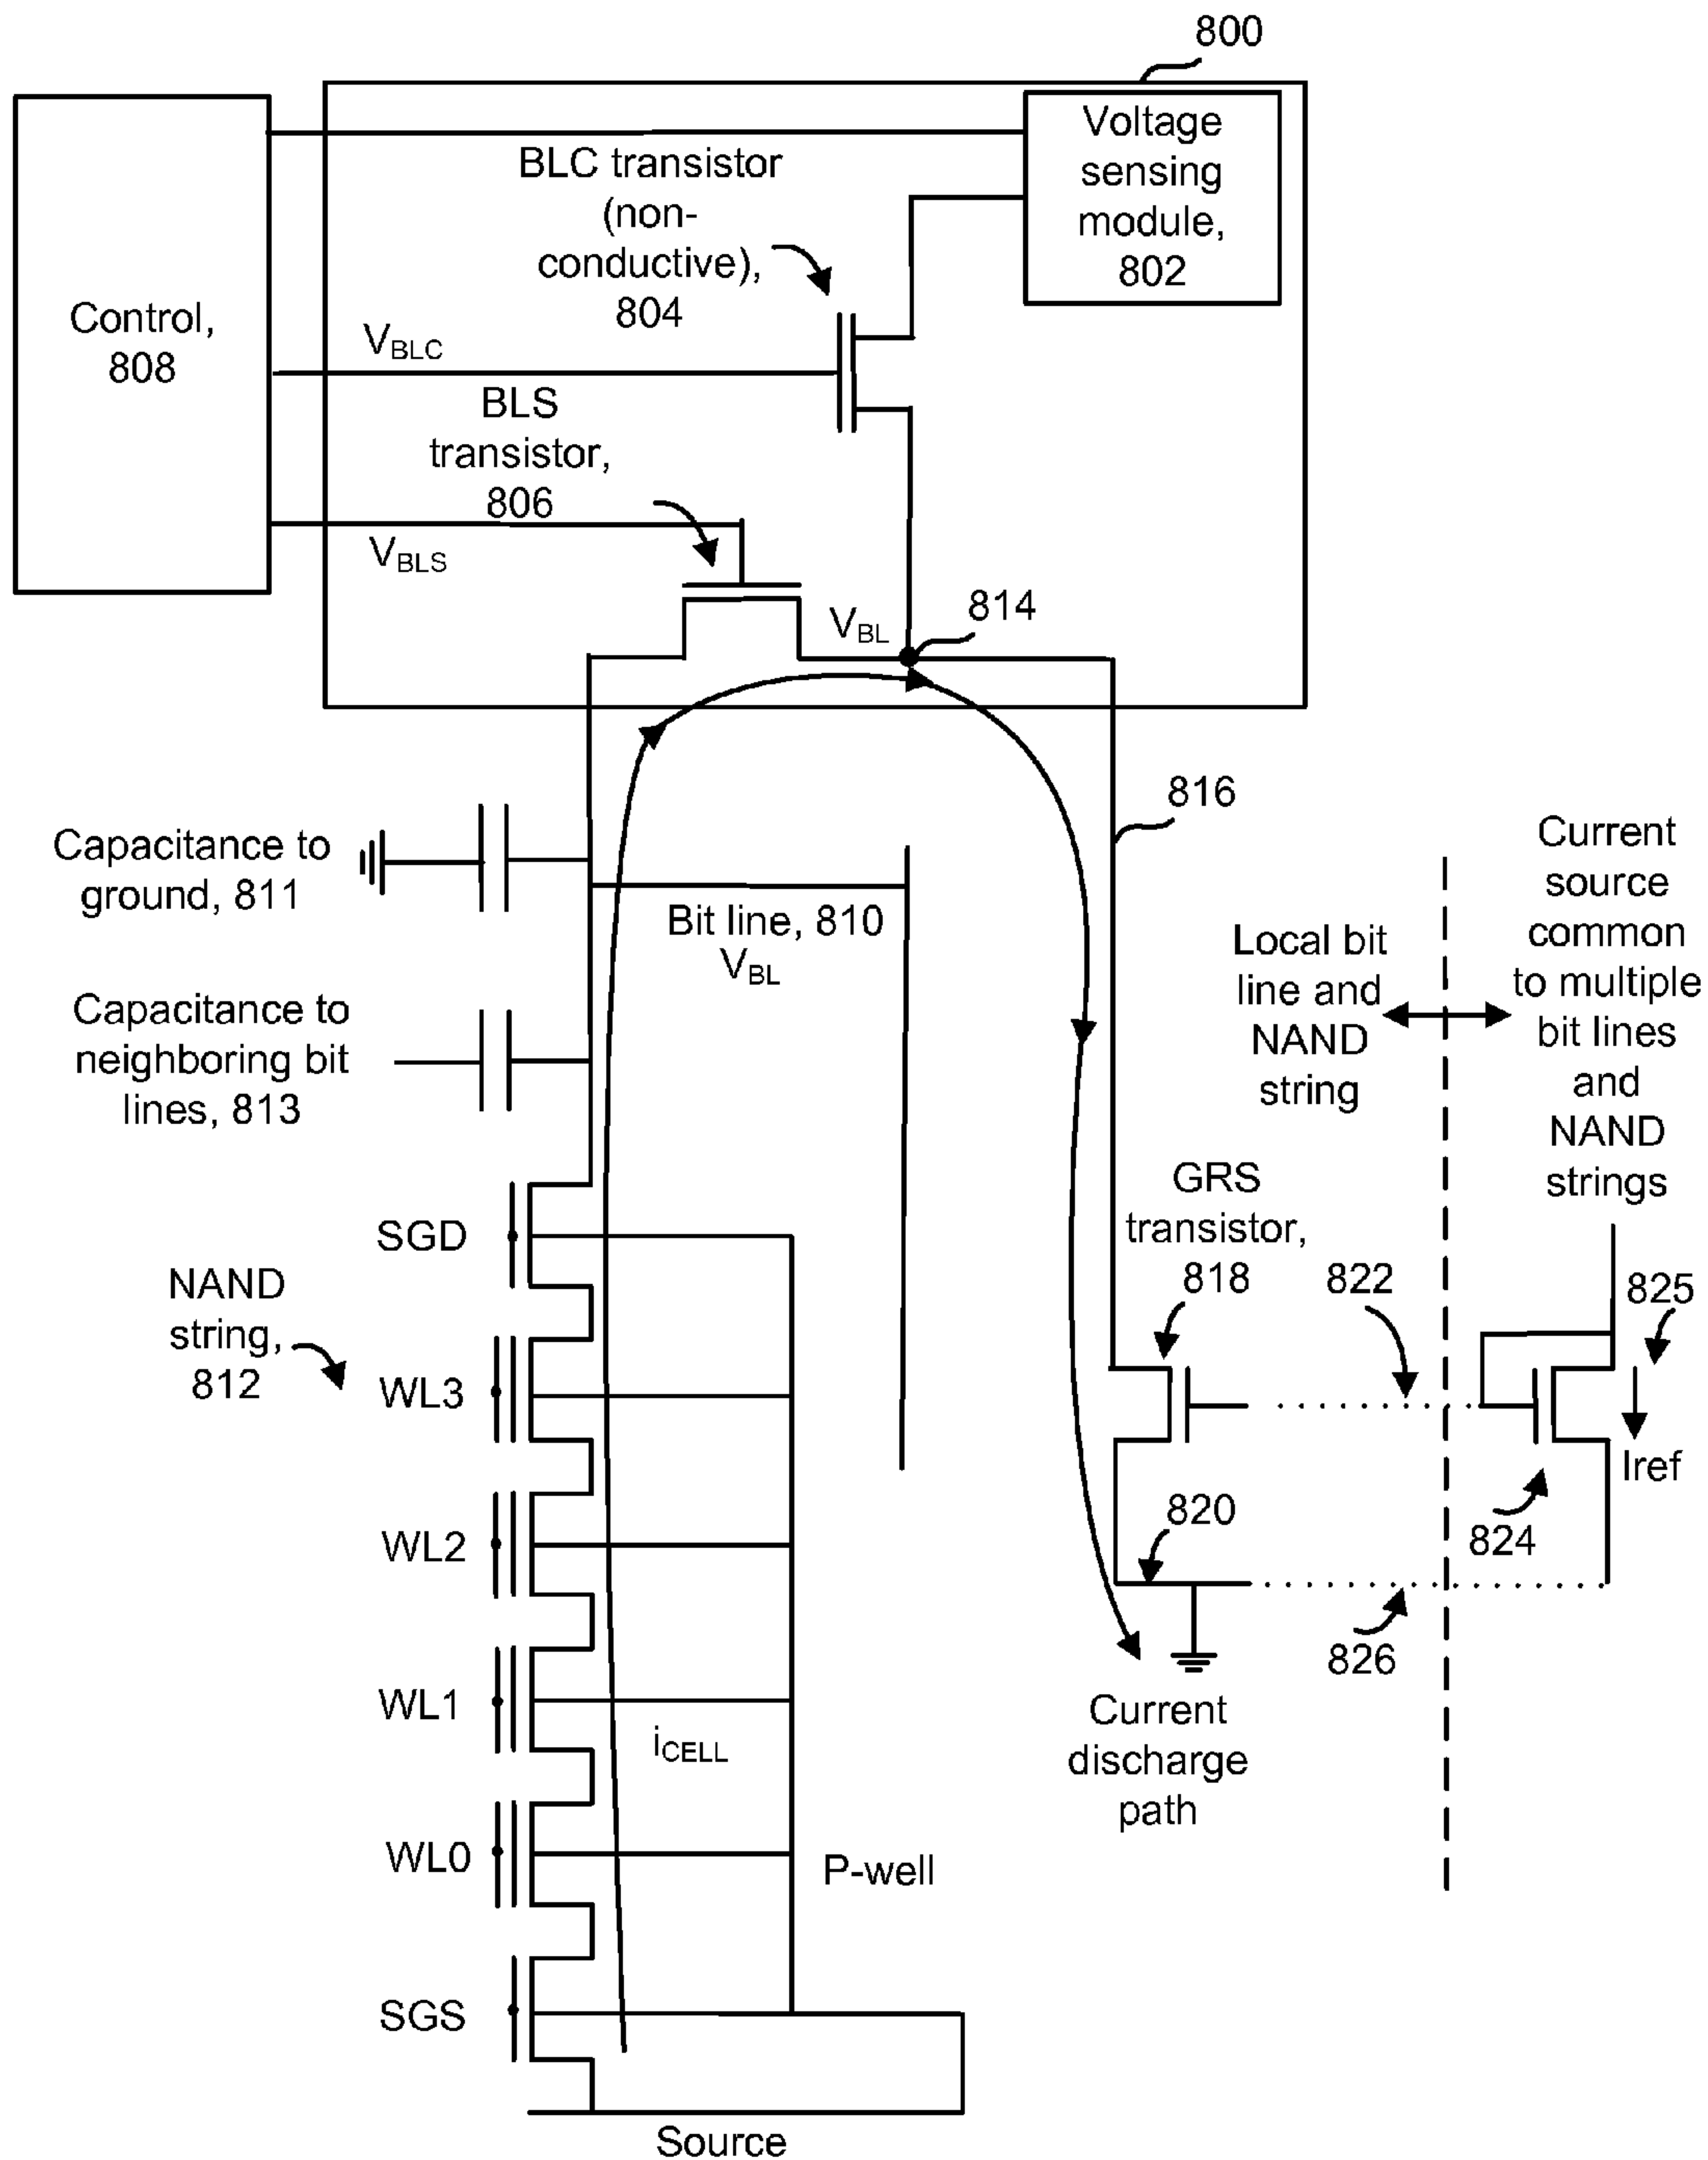 800
Control,
808
BLC transistor
(non-
conductive),
804
Voltage
sensing
module,
802
VBLC
BLS
transistor,
806
VBLS
VBL
814
816
Capacitance to
ground, 811
Bit line, 810
VBL
Capacitance to
neighboring bit
lines, 813
Local bit
line and
NAND
string
Current
source
common
to multiple
bit lines
and
NAND
strings
SGD
NAND
string,
812
WL3
WL2
WL1
WL0
SGS
iCELL
P-well
Source
GRS
transistor,
818
822
825
Iref
824
820
826
Current
discharge
path